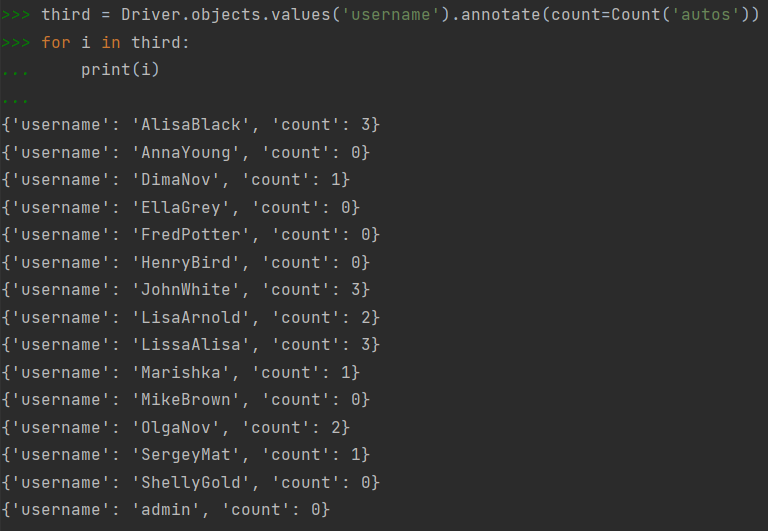 >>> third = Driver.objects.values('username').annotate(count=Count('autos'))
>>> for i in third:
...     print(i)
...
{'username': 'AlisaBlack', 'count': 3}
{'username': 'AnnaYoung', 'count': 0}
{'username': 'DimaNov', 'count': 1}
{'username': 'EllaGrey', 'count': 0}
{'username': 'FredPotter', 'count': 0}
{'username': 'HenryBird', 'count': 0}
{'username': 'JohnWhite', 'count': 3}
{'username': 'LisaArnold', 'count': 2}
{'username': 'LissaAlisa', 'count': 3}
{'username': 'Marishka', 'count': 1}
{'username': 'MikeBrown', 'count': 0}
{'username': 'OlgaNov', 'count': 2}
{'username': 'SergeyMat', 'count': 1}
{'username': 'ShellyGold', 'count': 0}
{'username': 'admin', 'count': 0}